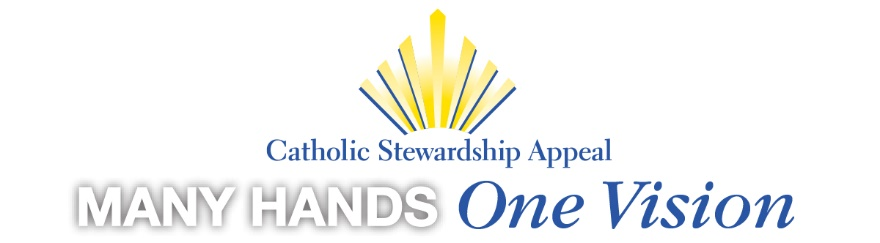 Catholic Stewardship Appeal
MANY HANDS One Vision